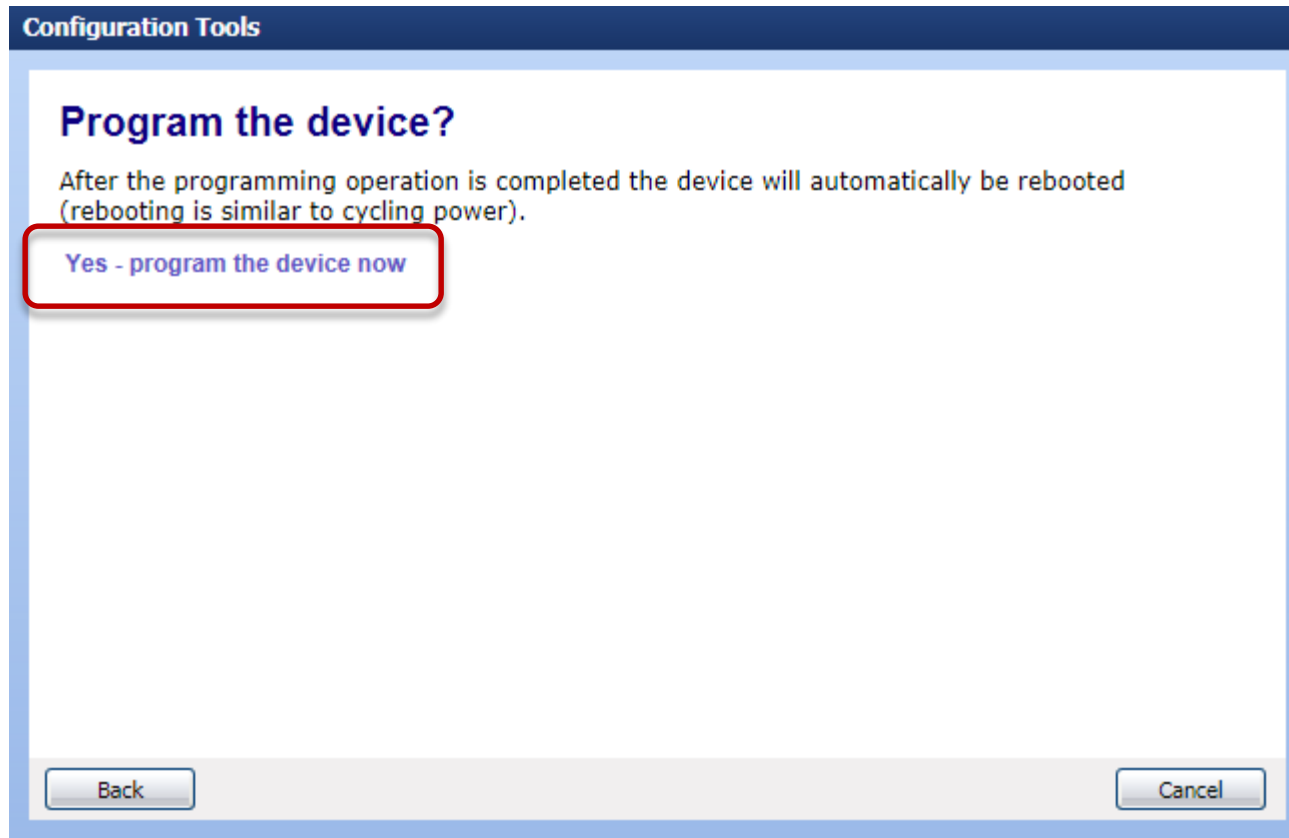 Configuration Tools
Program the device?
After the programming operation is completed the device will automatically be rebooted
(rebooting is similar to cycling power).
Yes - program the device now
Back
Cancel